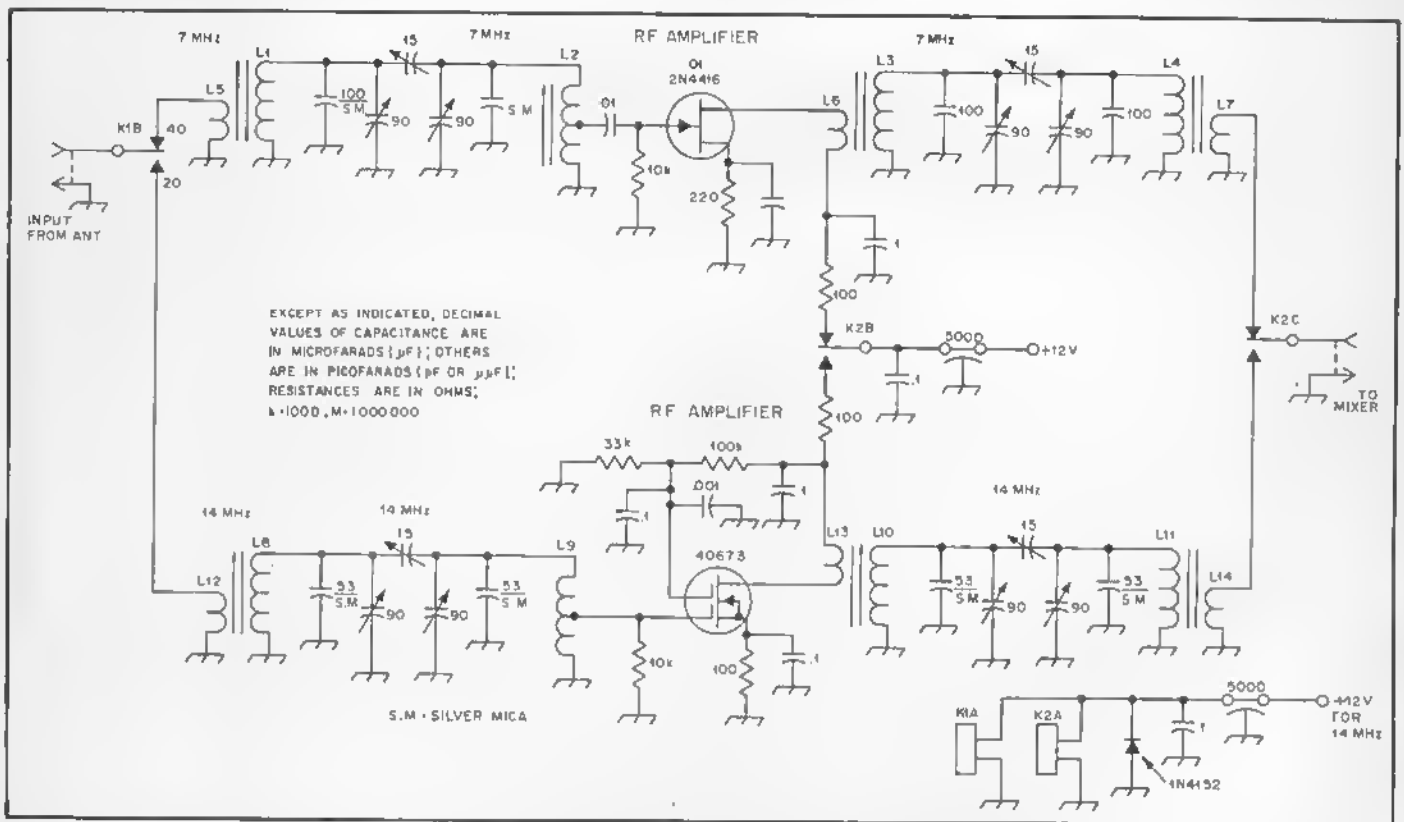 7 MHz
7 MHz
RF AMPLIFIER
7 MHz
L5
L1
15
L2
Q1
2N4416
L6
L3
15
L4
L7
K1B
40
20
100
S.M
90
90
S.M
.01
10k
220
100
90
90
100
INPUT
FROM ANT
.1
100
K2B
5000
+12V
.1
K2C
TO
MIXER
EXCEPT AS INDICATED, DECIMAL
VALUES OF CAPACITANCE ARE
IN MICROFARADS (µF); OTHERS
ARE IN PICOFARADS (pF OR µµF);
RESISTANCES ARE IN OHMS;
k=1000, M=1000000
RF AMPLIFIER
100
33k
100k
.1
.001
.1
14 MHz
14 MHz
14 MHz
L12
L8
15
L9
40673
L13
L10
15
L11
L14
53
S.M
90
90
53
S.M
10k
100
.1
53
S.M
90
90
53
S.M
S.M = SILVER MICA
K1A
K2A
.1
5000
+12V
FOR
14 MHz
1N4152